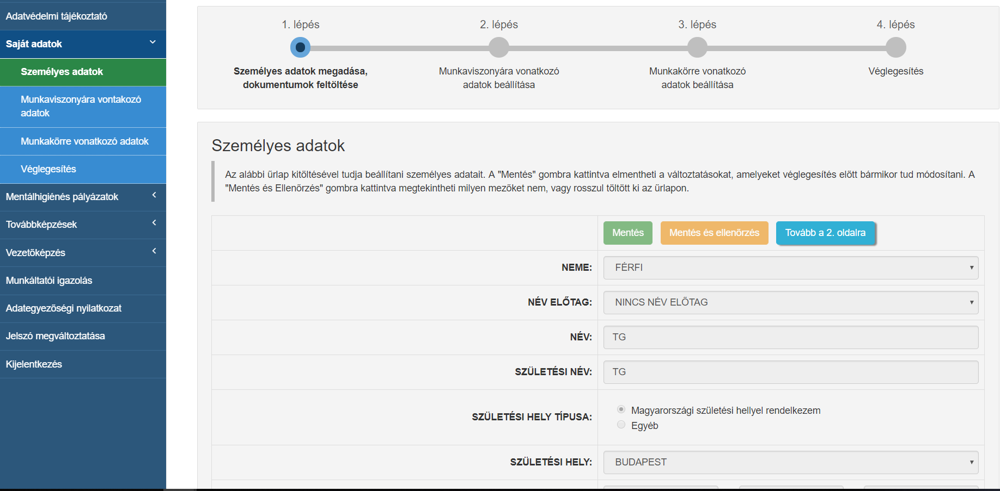 Adatvédelmi tájékoztató
Saját adatok
Személyes adatok
Munkaviszonyára vontakozó
adatok
Munkakörre vonatkozó adatok
Véglegesítés
Mentálhigiénés pályázatok
Továbbképzések
Vezetőképzés
Munkáltatói igazolás
Adategyezőségi nyilatkozat
Jelszó megváltoztatása
Kijelentkezés
1. lépés
Személyes adatok megadása,
dokumentumok feltöltése
2. lépés
Munkaviszonyára vonatkozó
adatok beállítása
3. lépés
Munkakörre vonatkozó
adatok beállítása
4. lépés
Véglegesítés
Személyes adatok
Az alábbi űrlap kitöltésével tudja beállítani személyes adatait. A "Mentés" gombra kattintva elmentheti a változtatásokat, amelyeket véglegesítés előtt bármikor tud módosítani. A
"Mentés és Ellenőrzés" gombra kattintva megtekintheti milyen mezőket nem, vagy rosszul töltött ki az űrlapon.
Mentés
Mentés és ellenőrzés
Tovább a 2. oldalra
NEME:
FÉRFI
NÉV ELŐTAG:
NINCS NÉV ELŐTAG
NÉV:
TG
SZÜLETÉSI NÉV:
TG
SZÜLETÉSI HELY TÍPUSA:
Magyarországi születési hellyel rendelkezem
Egyéb
SZÜLETÉSI HELY:
BUDAPEST